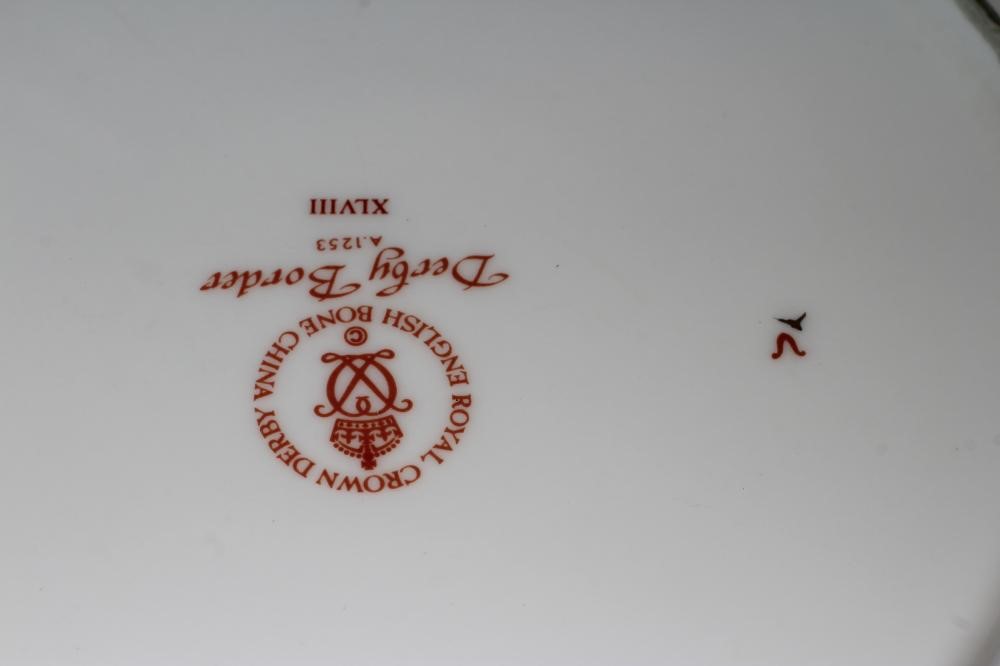 ROYAL CROWN DERBY ENGLISH BONE CHINA
©
Derby Border
A.1253
XLVIII